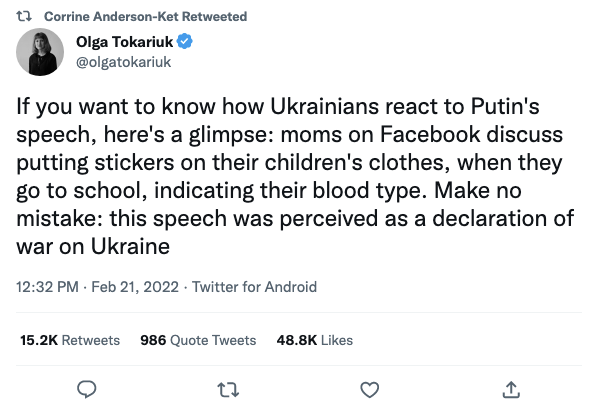 Corrine Anderson-Ket Retweeted
Olga Tokariuk
@olgatokariuk
If you want to know how Ukrainians react to Putin's
speech, here's a glimpse: moms on Facebook discuss
putting stickers on their children's clothes, when they
go to school, indicating their blood type. Make no
mistake: this speech was perceived as a declaration of
war on Ukraine
12:32 PM · Feb 21, 2022 · Twitter for Android
15.2K Retweets 986 Quote Tweets 48.8K Likes